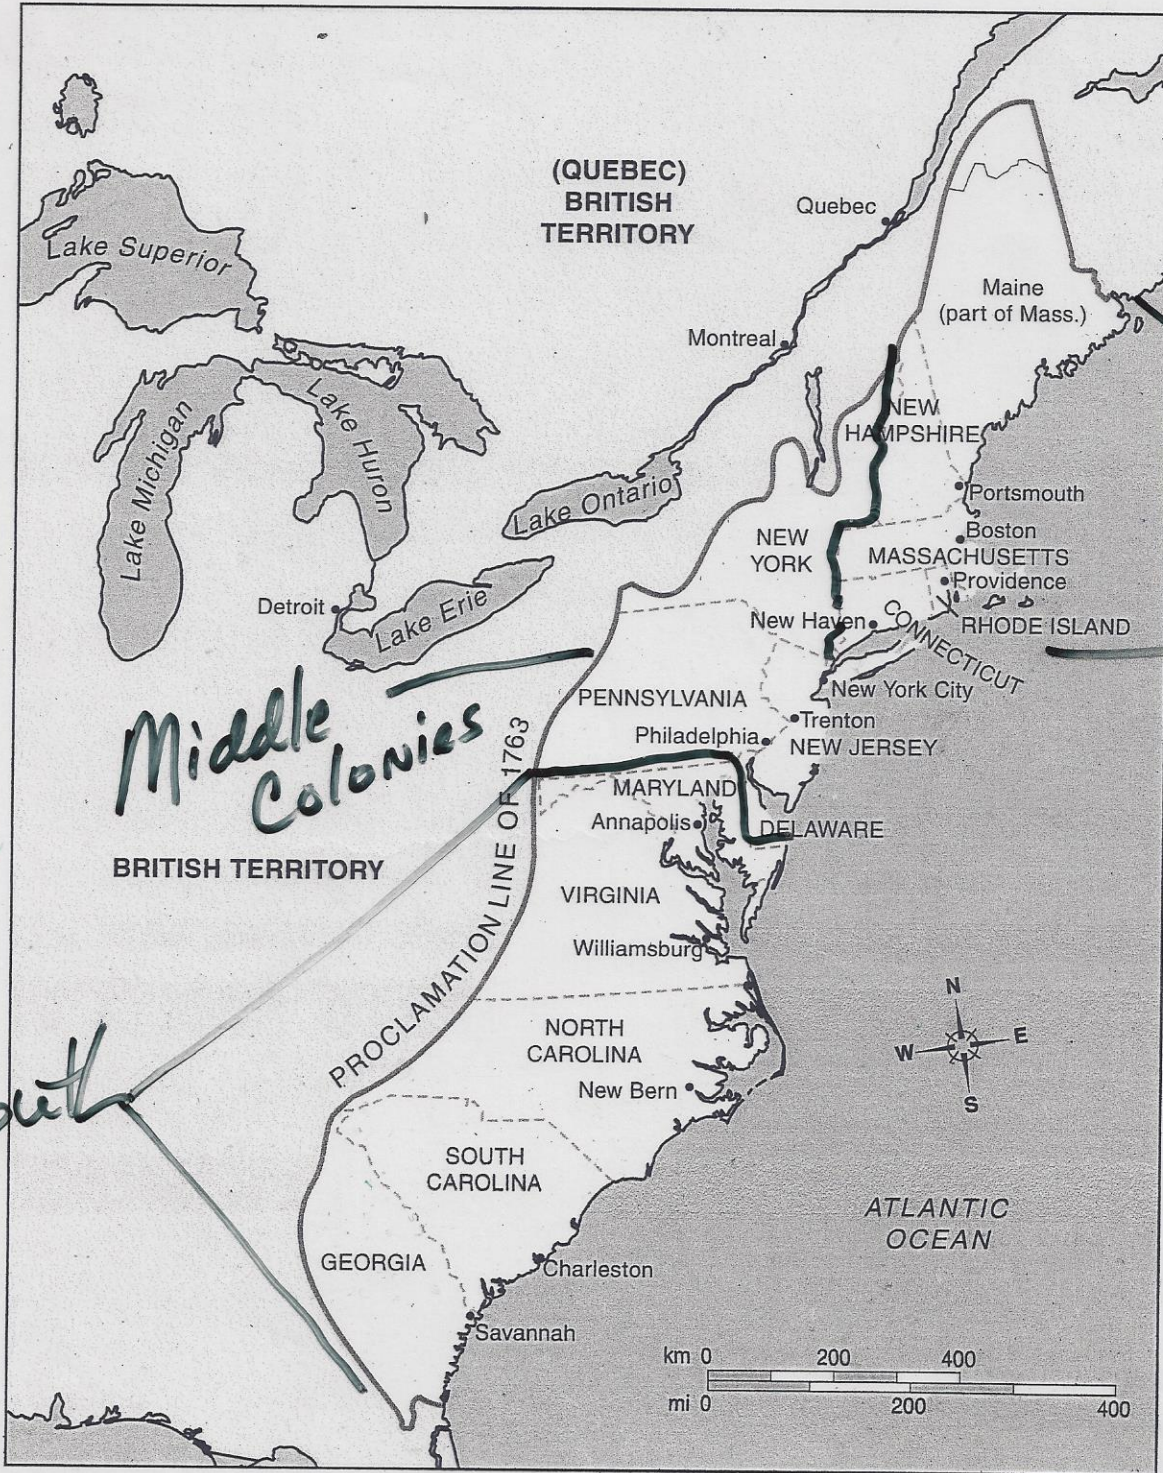 (QUEBEC)
BRITISH
TERRITORY
Quebec
Lake Superior
Maine
(part of Mass.)
Montreal
Lake Michigan
Lake Huron
NEW
HAMPSHIRE
Lake Ontario
Portsmouth
NEW
YORK
Boston
MASSACHUSETTS
Providence
Detroit
Lake Erie
New Haven
CONNECTICUT
RHODE ISLAND
Middle
Colonies
PENNSYLVANIA
New York City
Trenton
Philadelphia
NEW JERSEY
PROCLAMATION LINE OF 1763
MARYLAND
Annapolis
DELAWARE
BRITISH TERRITORY
VIRGINIA
Williamsburg
N
W
E
S
NORTH
CAROLINA
New Bern
outh
SOUTH
CAROLINA
ATLANTIC
OCEAN
GEORGIA
Charleston
Savannah
km 0 200 400
mi 0 200 400